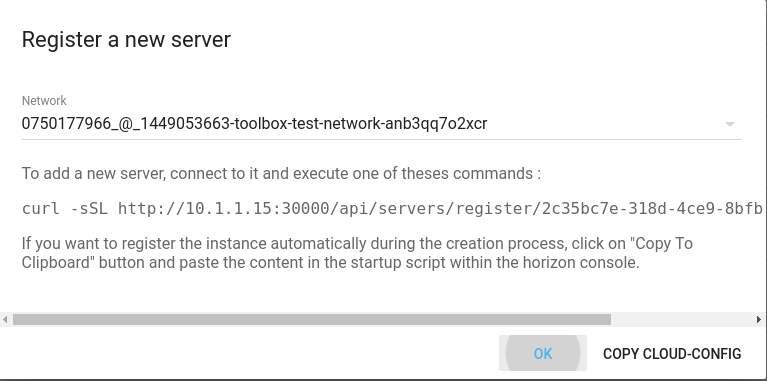 Register a new server
Network
0750177966_@_1449053663-toolbox-test-network-anb3qq7o2xcr
To add a new server, connect to it and execute one of theses commands :
curl -sSL http://10.1.1.15:30000/api/servers/register/2c35bc7e-318d-4ce9-8bfb
If you want to register the instance automatically during the creation process, click on "Copy To
Clipboard" button and paste the content in the startup script within the horizon console.
OK COPY CLOUD-CONFIG